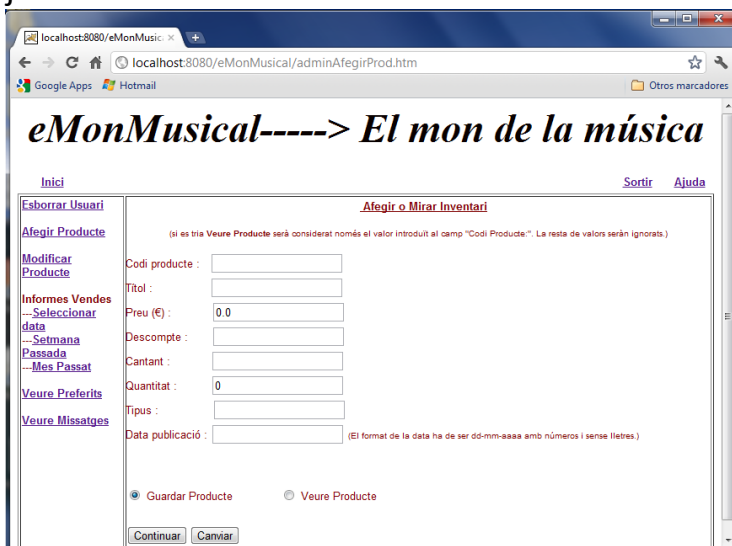 localhost:8080/eMonMusic
localhost:8080/eMonMusical/adminAfegirProd.htm
Google Apps Hotmail Otros marcadores
eMonMusical-----> El mon de la música
Inici Sortir Ajuda
Esborrar Usuari
Afegir Producte
Modificar
Producte
Informes Vendes
---Seleccionar
data
---Setmana
Passada
---Mes Passat
Veure Preferits
Veure Missatges
Afegir o Mirar Inventari
(si es tria Veure Producte serà considerat només el valor introduït al camp "Codi Producte:". La resta de valors seràn ignorats.)
Codi producte :
Títol :
Preu (€) : 0.0
Descompte :
Cantant :
Quantitat : 0
Tipus :
Data publicació : (El format de la data ha de ser dd-mm-aaaa amb números i sense lletres.)
Guardar Producte Veure Producte
Continuar Canviar